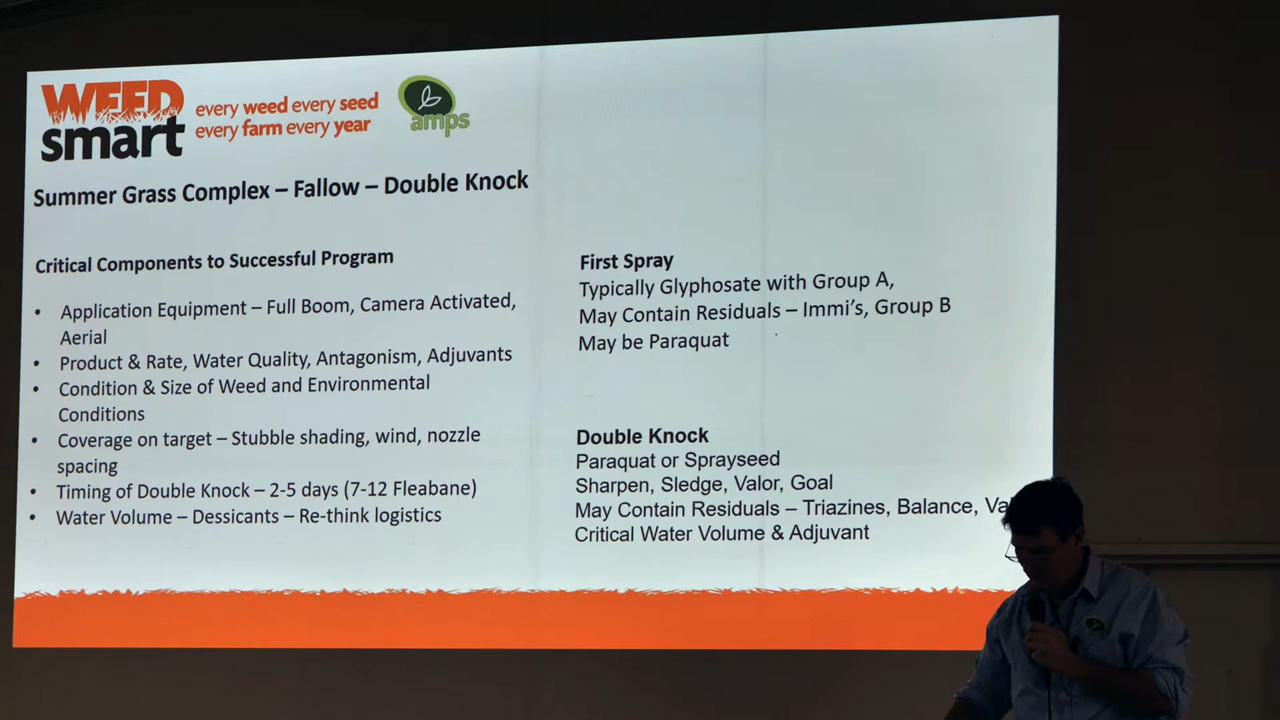 WEED
smart
every weed every seed
every farm every year
amps
Summer Grass Complex – Fallow – Double Knock
Critical Components to Successful Program
• Application Equipment – Full Boom, Camera Activated,
Aerial
• Product & Rate, Water Quality, Antagonism, Adjuvants
• Condition & Size of Weed and Environmental
Conditions
• Coverage on target – Stubble shading, wind, nozzle
spacing
• Timing of Double Knock – 2-5 days (7-12 Fleabane)
• Water Volume – Dessicants – Re-think logistics
First Spray
Typically Glyphosate with Group A,
May Contain Residuals – Immi’s, Group B
May be Paraquat
Double Knock
Paraquat or Sprayseed
Sharpen, Sledge, Valor, Goal
May Contain Residuals – Triazines, Balance,
Critical Water Volume & Adjuvant